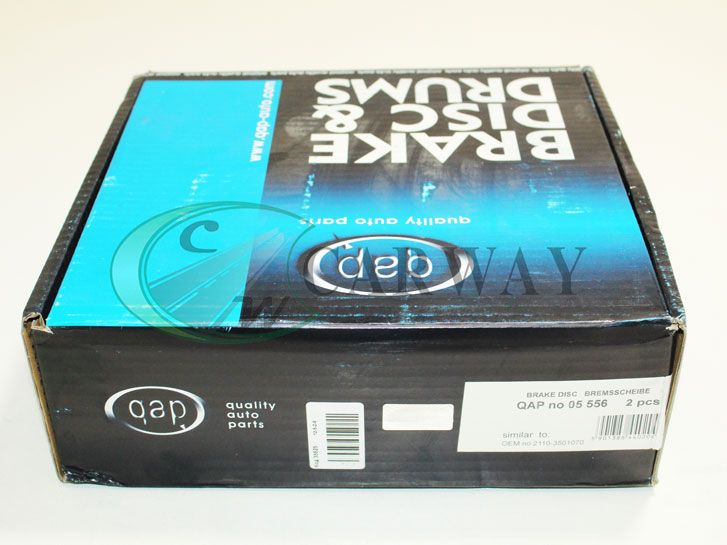 BRAKE
DISC &
DRUMS
www.qap-auto.com
quality auto parts
qap
C CARWAY
W
qap
quality
auto
parts
BRAKE DISC BREMSSCHEIBE
QAP no 05 556 2 pcs
similar to:
OEM no 2110-3501070